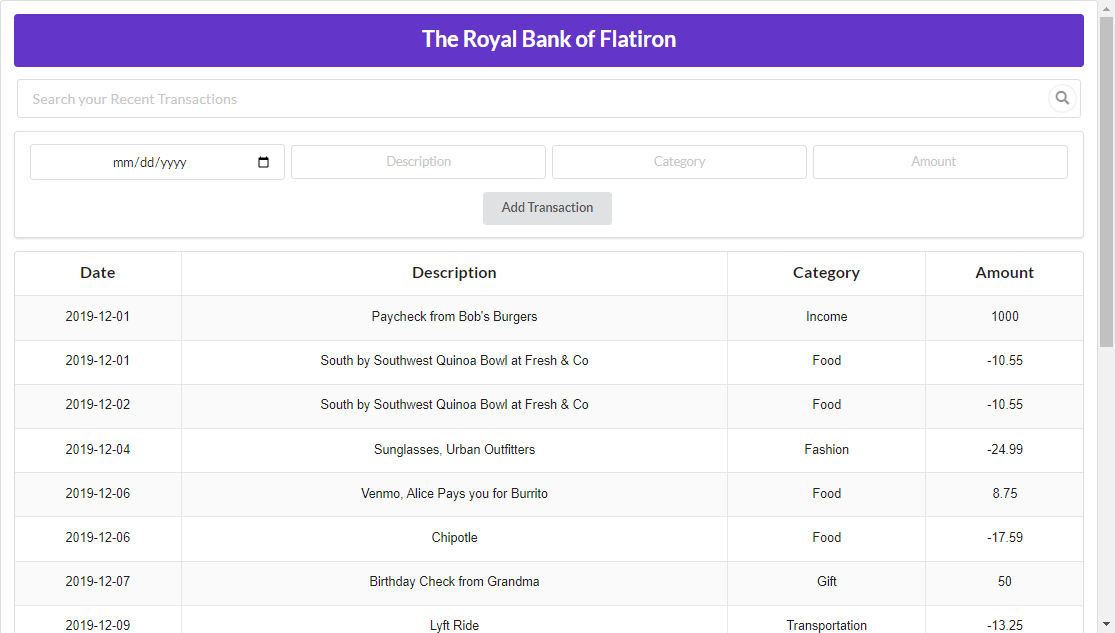 The Royal Bank of Flatiron
Search your Recent Transactions
mm/dd/yyyy Description Category Amount
Add Transaction
Date Description Category Amount
2019-12-01 Paycheck from Bob's Burgers Income 1000
2019-12-01 South by Southwest Quinoa Bowl at Fresh & Co Food -10.55
2019-12-02 South by Southwest Quinoa Bowl at Fresh & Co Food -10.55
2019-12-04 Sunglasses, Urban Outfitters Fashion -24.99
2019-12-06 Venmo, Alice Pays you for Burrito Food 8.75
2019-12-06 Chipotle Food -17.59
2019-12-07 Birthday Check from Grandma Gift 50
2019-12-09 Lyft Ride Transportation -13.25